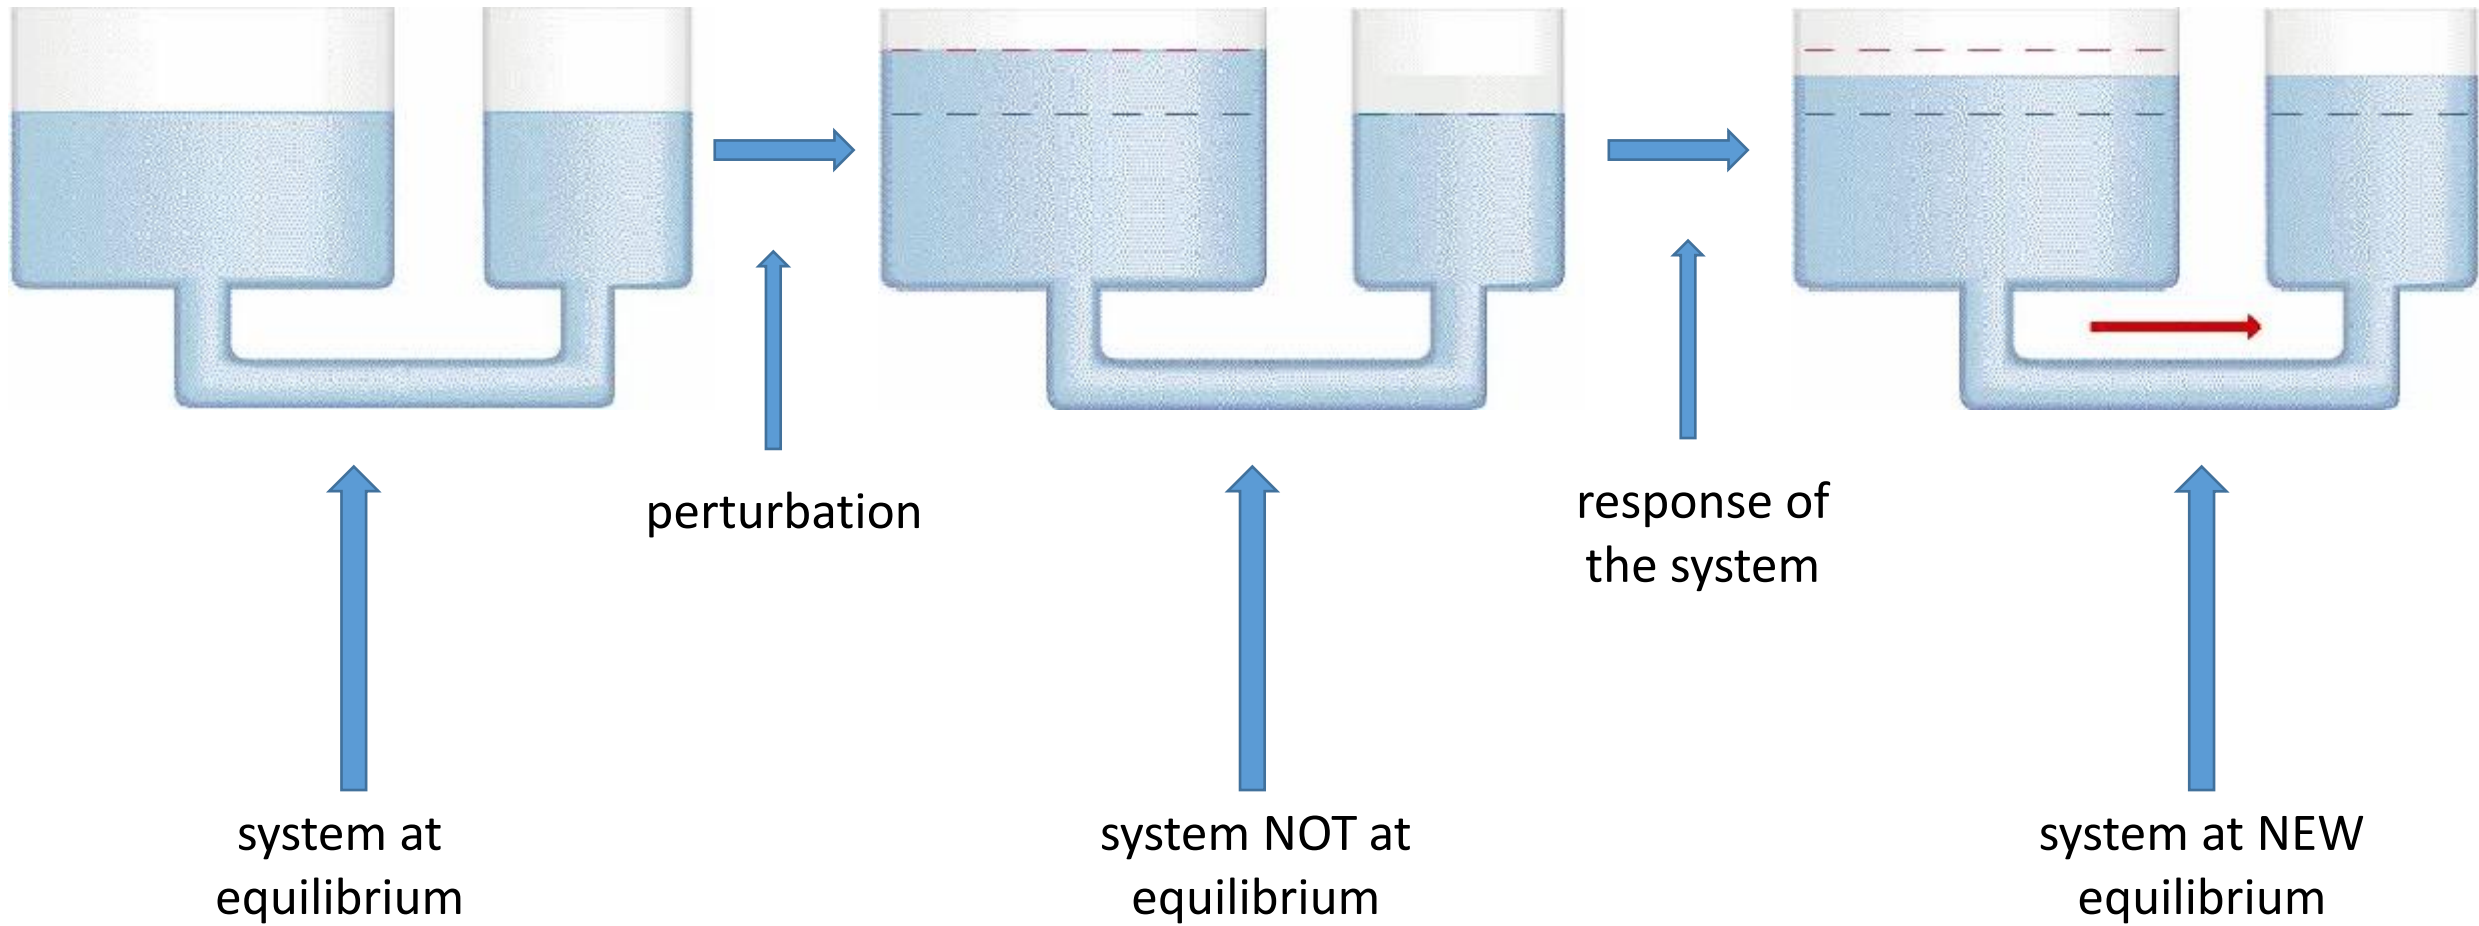 perturbation
response of
the system
system at
equilibrium
system NOT at
equilibrium
system at NEW
equilibrium